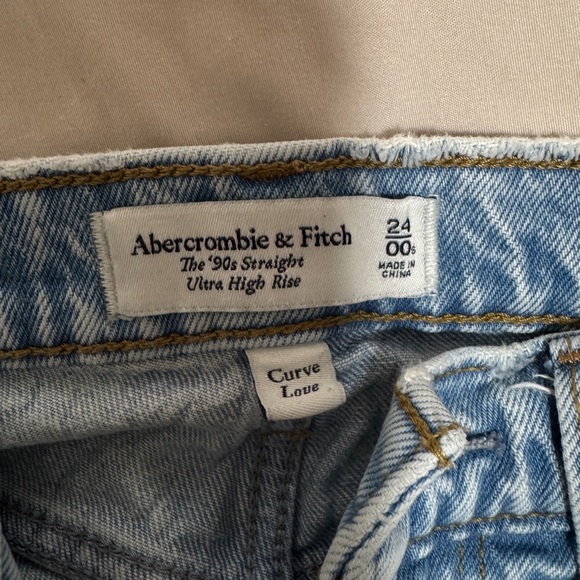 Abercrombie & Fitch
The '90s Straight
Ultra High Rise
24
00s
MADE IN
CHINA
Curve
Love